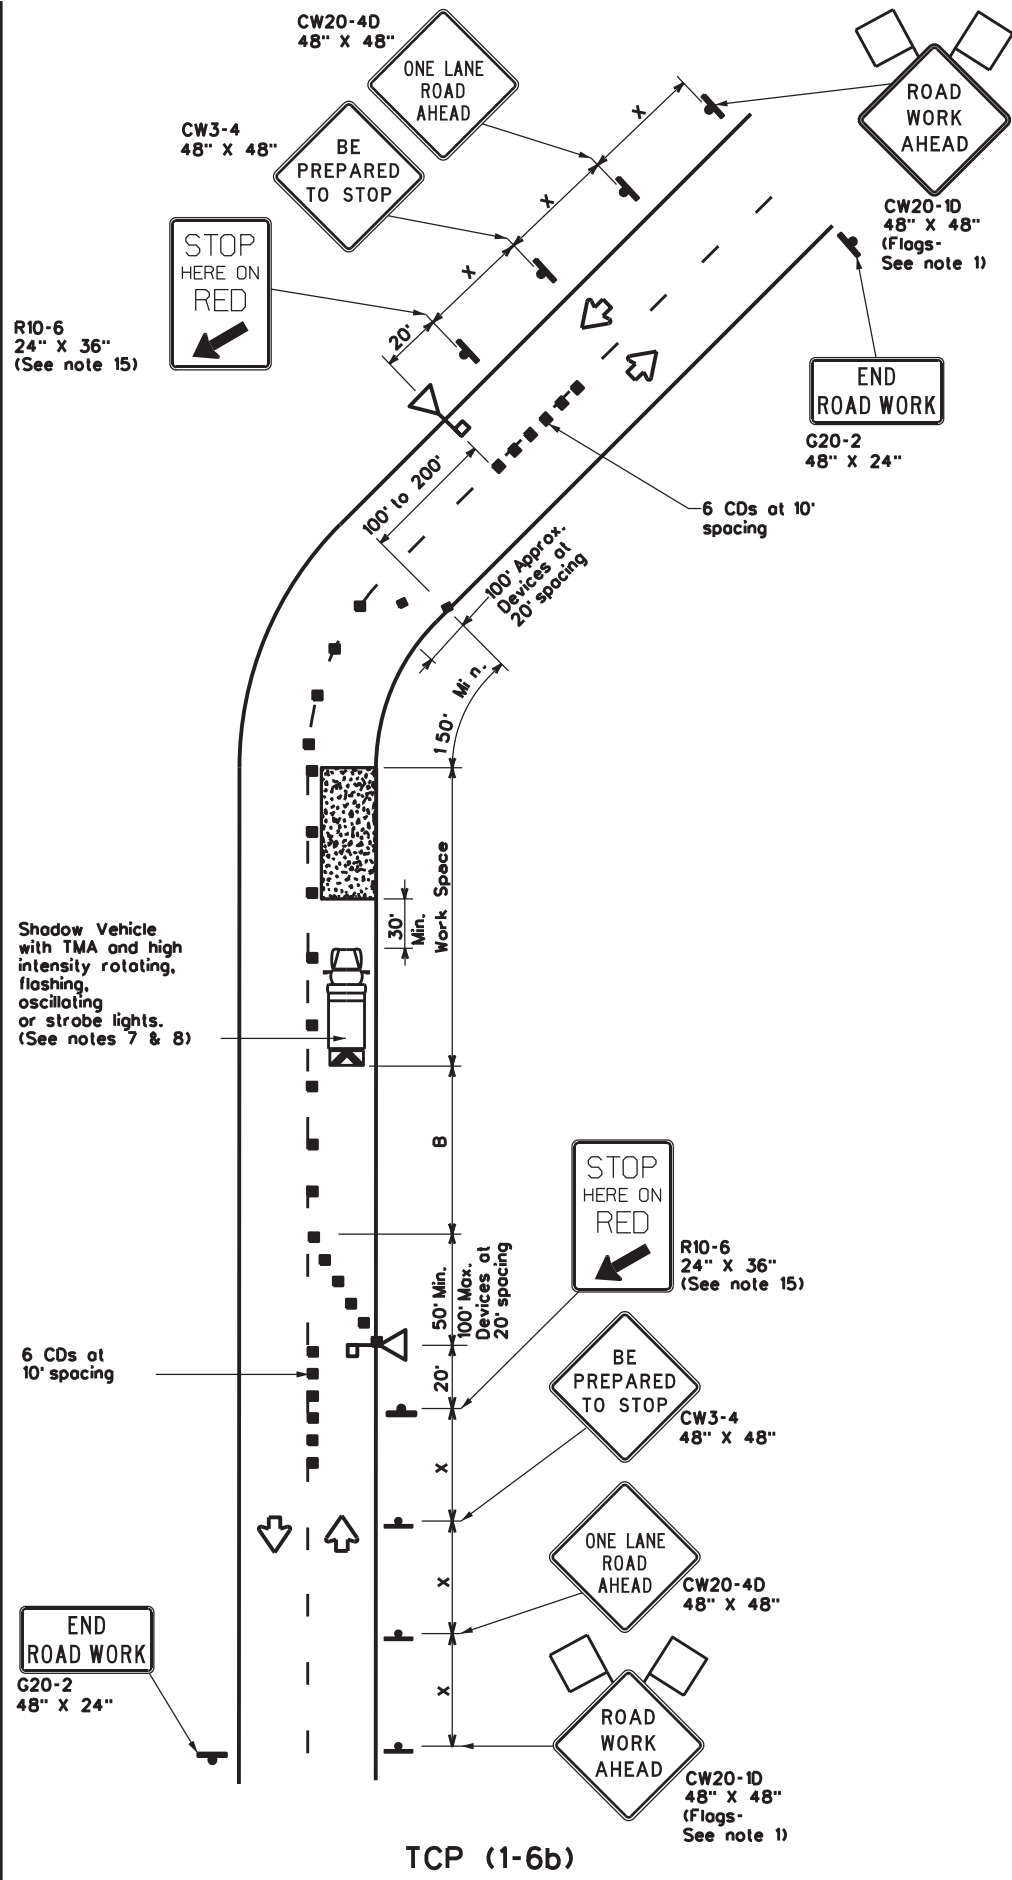 CW20-4D
48" X 48"
ONE LANE
ROAD
AHEAD
ROAD
WORK
AHEAD
CW3-4
48" X 48"
BE
PREPARED
TO STOP
CW20-1D
48" X 48"
(Flags-
See note 1)
STOP
HERE ON
RED
R10-6
24" X 36"
(See note 15)
X
X
X
20'
END
ROAD WORK
G20-2
48" X 24"
100' to 200'
6 CDs at 10'
spacing
100' Approx.
Devices at
20' spacing
150' Min.
Work Space
30'
Min.
Shadow Vehicle
with TMA and high
intensity rotating,
flashing,
oscillating
or strobe lights.
(See notes 7 & 8)
B
STOP
HERE ON
RED
R10-6
24" X 36"
(See note 15)
50' Min.
100' Max.
Devices at
20' spacing
6 CDs at
10' spacing
20'
BE
PREPARED
TO STOP
CW3-4
48" X 48"
X
X
X
ONE LANE
ROAD
AHEAD
CW20-4D
48" X 48"
END
ROAD WORK
G20-2
48" X 24"
ROAD
WORK
AHEAD
CW20-1D
48" X 48"
(Flags-
See note 1)
TCP (1-6b)